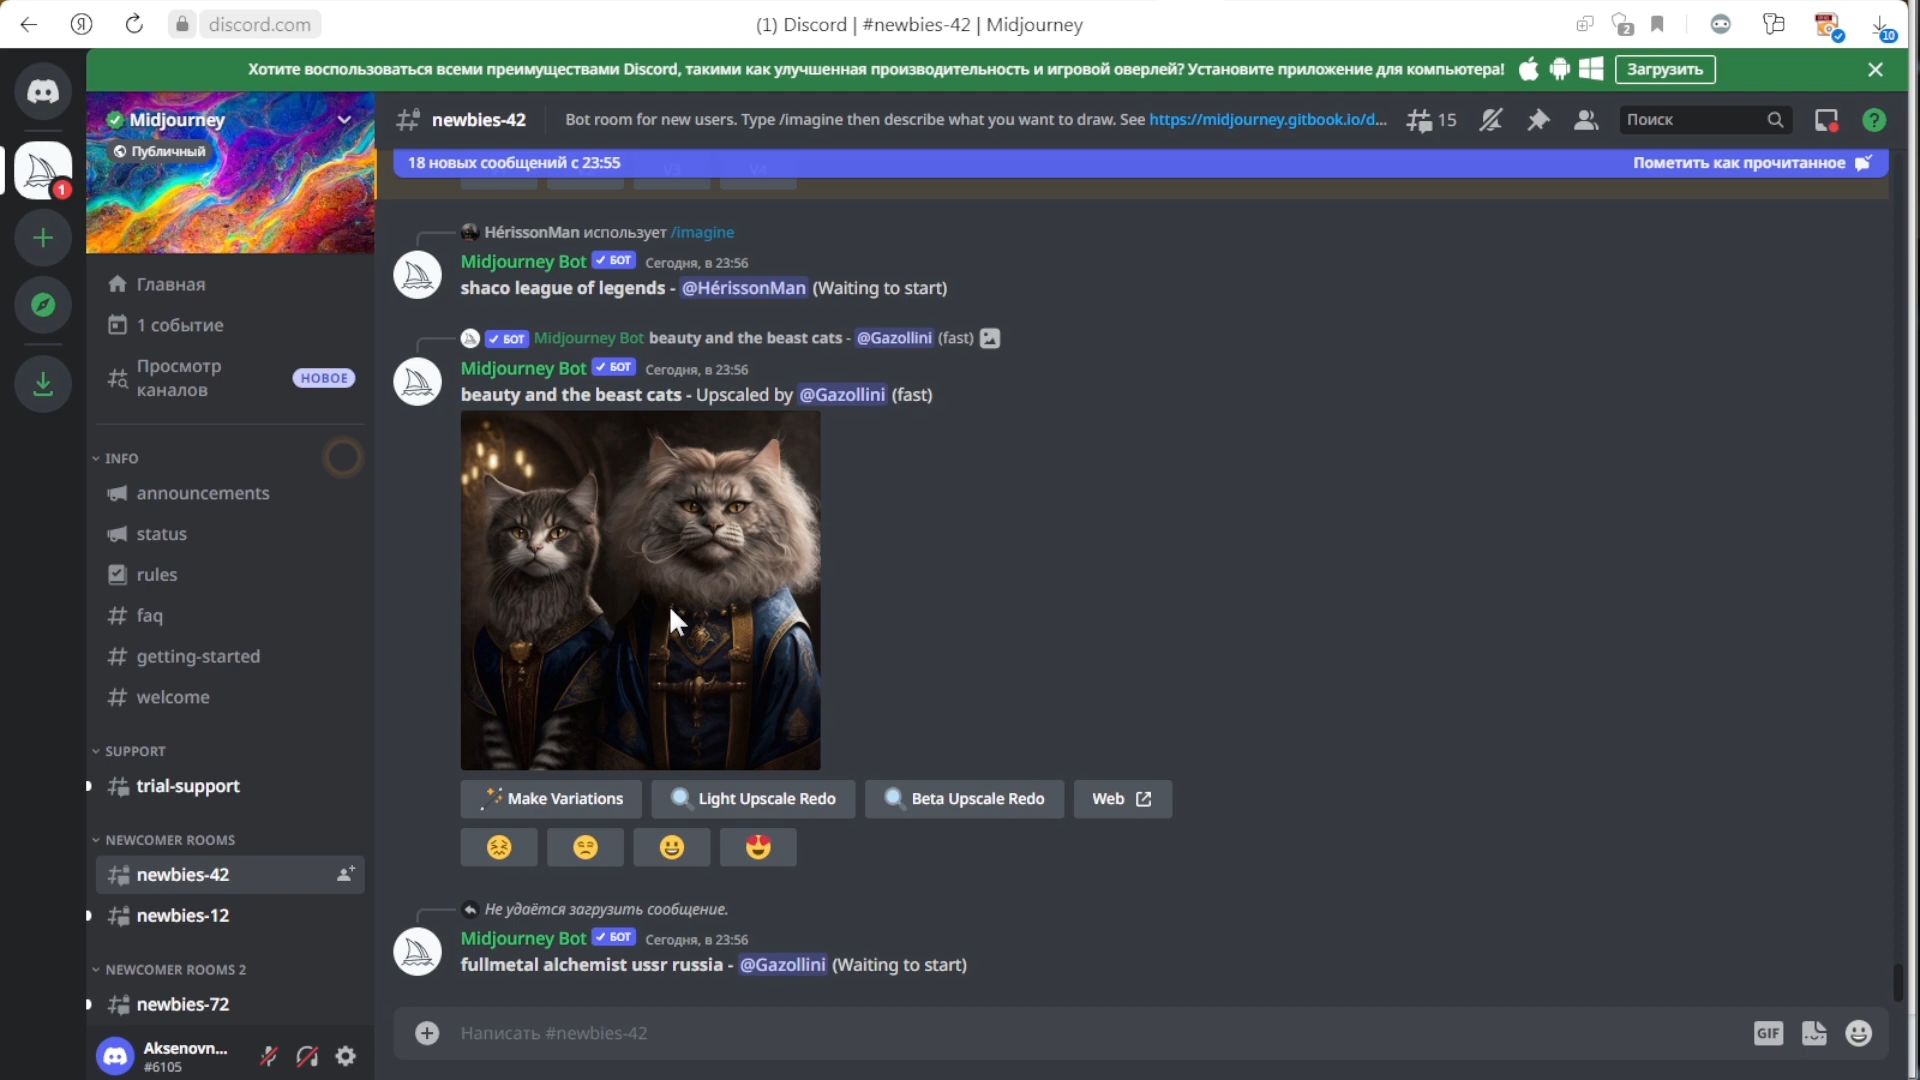 discord.com
(1) Discord | #newbies-42 | Midjourney
2
10
Хотите воспользоваться всеми преимуществами Discord, такими как улучшенная производительность и игровой оверлей? Установите приложение для компьютера!
Загрузить
Midjourney
Публичный
newbies-42
Bot room for new users. Type /imagine then describe what you want to draw. See https://midjourney.gitbook.io/d...
15
Поиск
18 новых сообщений с 23:55
Пометить как прочитанное
1
Главная
1 событие
Просмотр каналов
НОВОЕ
INFO
announcements
status
rules
faq
getting-started
welcome
SUPPORT
trial-support
NEWCOMER ROOMS
newbies-42
newbies-12
NEWCOMER ROOMS 2
newbies-72
Aksenovn...
#6105
V3
V4
HérissonMan использует /imagine
Midjourney Bot БОТ Сегодня, в 23:56
shaco league of legends - @HérissonMan (Waiting to start)
БОТ Midjourney Bot beauty and the beast cats - @Gazollini (fast)
Midjourney Bot БОТ Сегодня, в 23:56
beauty and the beast cats - Upscaled by @Gazollini (fast)
Make Variations
Light Upscale Redo
Beta Upscale Redo
Web
Не удаётся загрузить сообщение.
Midjourney Bot БОТ Сегодня, в 23:56
fullmetal alchemist ussr russia - @Gazollini (Waiting to start)
Написать #newbies-42
GIF